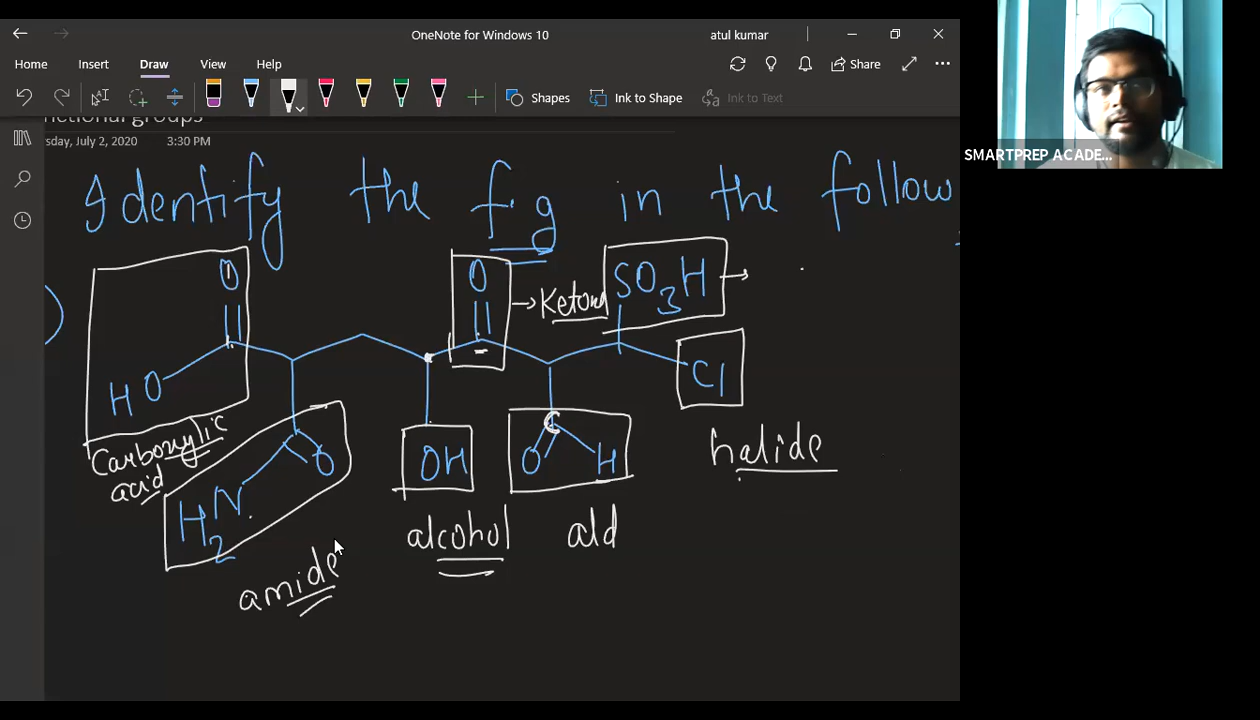 OneNote for Windows 10
atul kumar
Home Insert Draw View Help
Share
Shapes
Ink to Shape
Ink to Text
nctional groups
sday, July 2, 2020 3:30 PM
SMARTPREP ACADE...
Identify the f.g in the follow
)
O
O
→ Ketone
SO3H →
HO
Cl
Carboxylic
acid
O
H2N
OH
C
O H
halide
alcohol
ald
amide